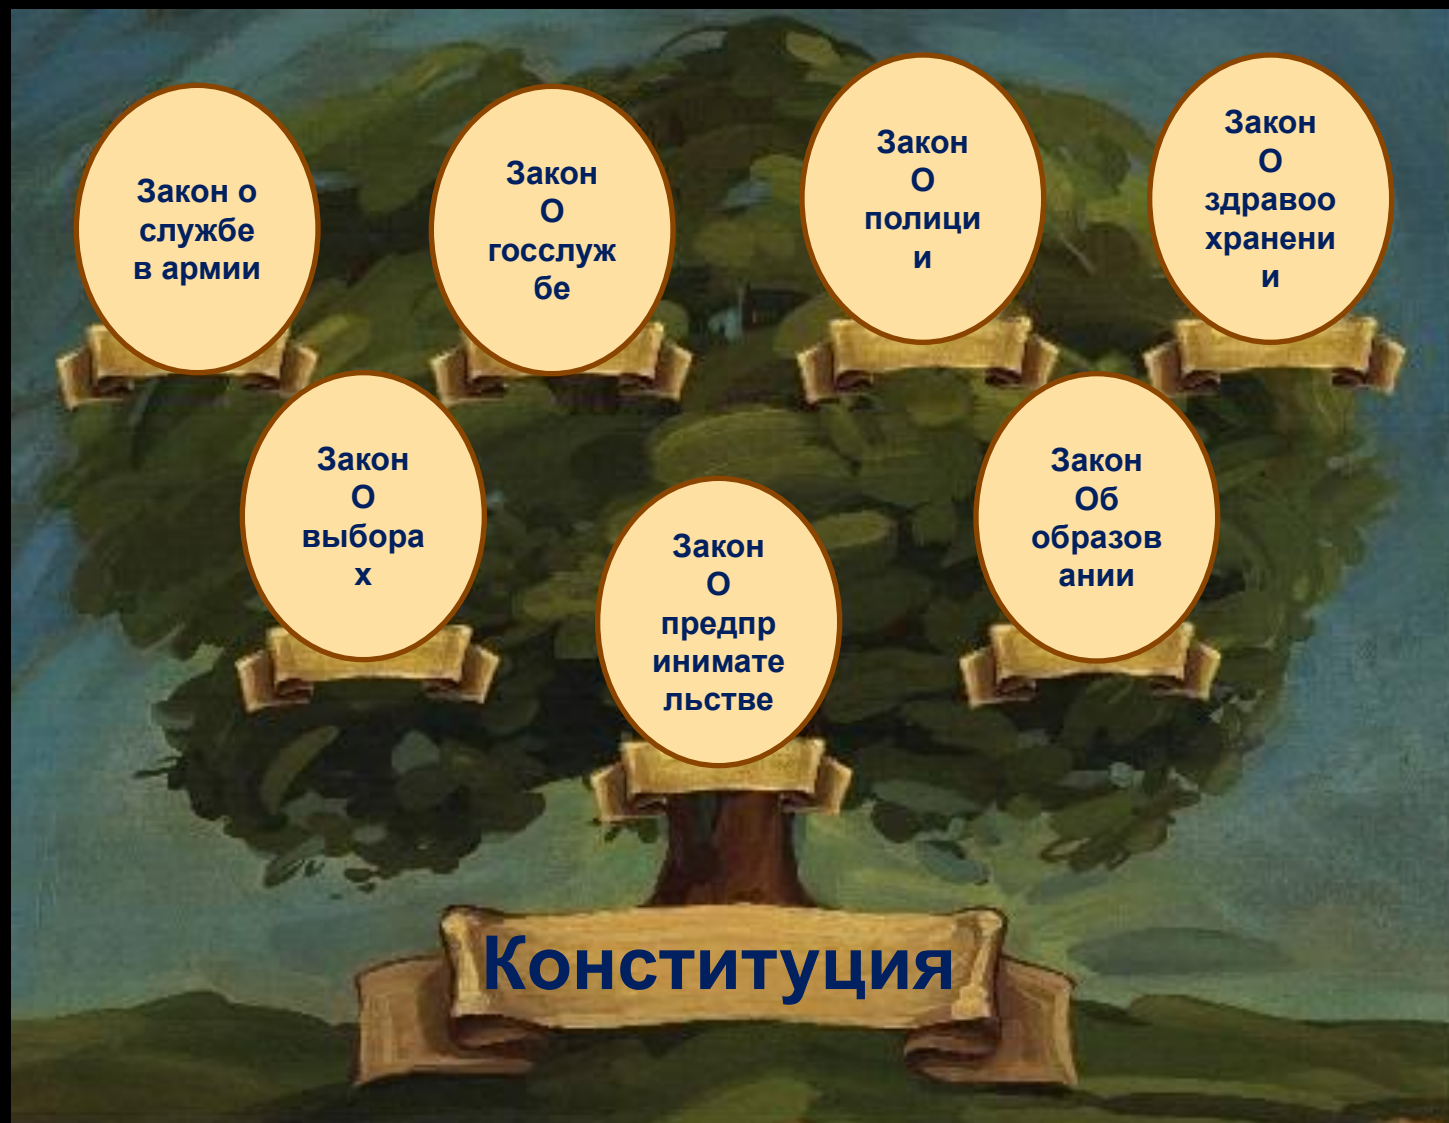 Закон о
службе
в армии
Закон
О
госслуж
бе
Закон
О
полици
и
Закон
О
здравоо
хранени
и
Закон
О
выбора
х
Закон
О
предпр
инимате
льстве
Закон
Об
образов
ании
Конституция